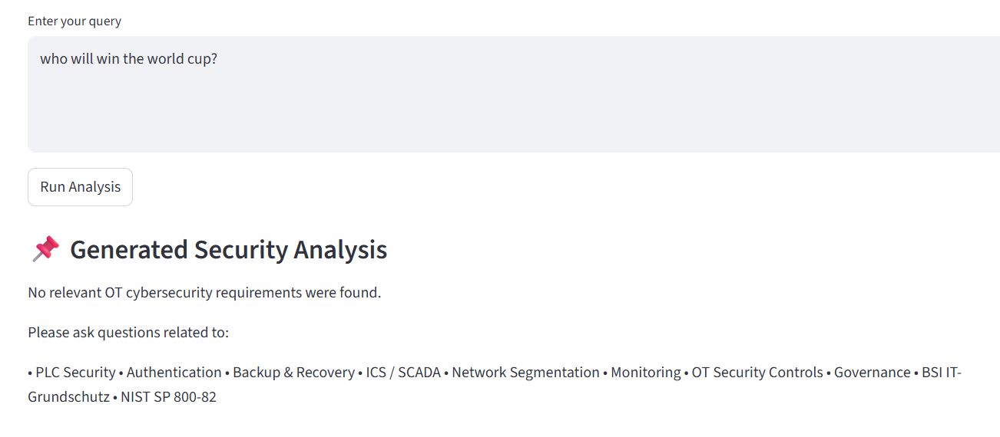 Enter your query
who will win the world cup?
Run Analysis
📌 Generated Security Analysis
No relevant OT cybersecurity requirements were found.
Please ask questions related to:
• PLC Security • Authentication • Backup & Recovery • ICS / SCADA • Network Segmentation • Monitoring • OT Security Controls • Governance • BSI IT-
Grundschutz • NIST SP 800-82